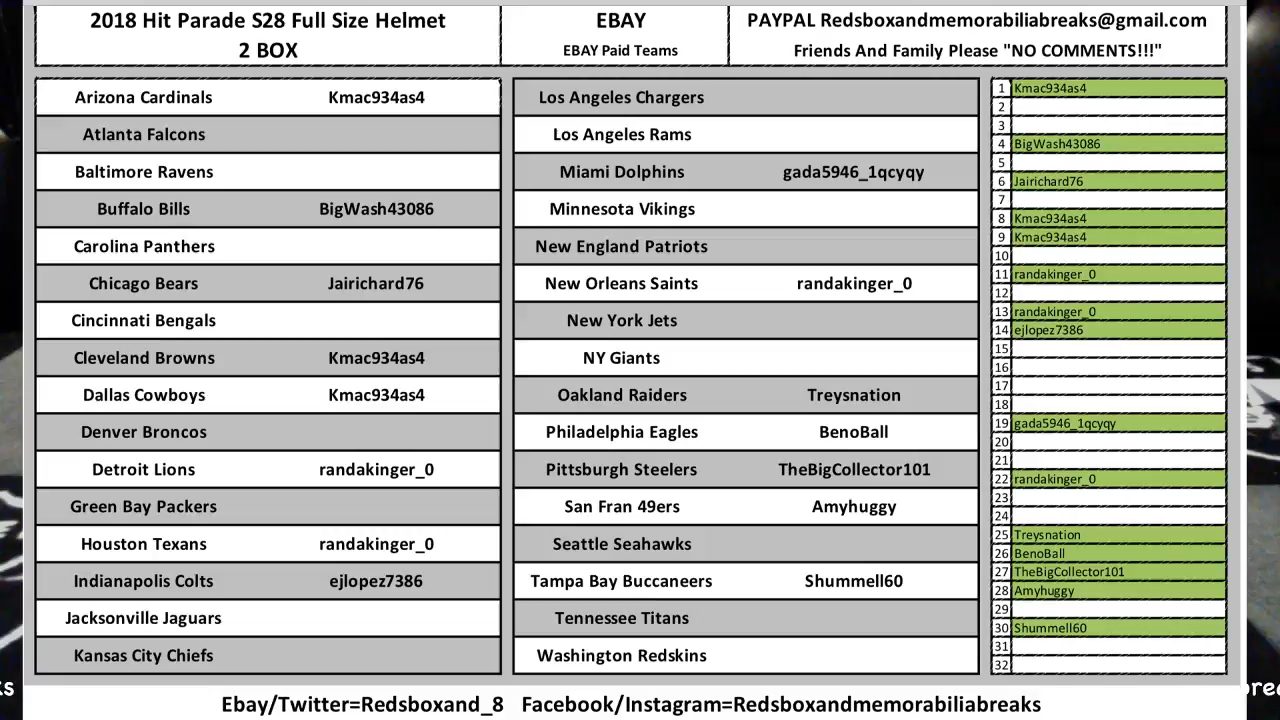 2018 Hit Parade S28 Full Size Helmet
2 BOX
EBAY
EBAY Paid Teams
PAYPAL Redsboxandmemorabiliabreaks@gmail.com
Friends And Family Please "NO COMMENTS!!!"
Arizona Cardinals Kmac934as4
Atlanta Falcons
Baltimore Ravens
Buffalo Bills BigWash43086
Carolina Panthers
Chicago Bears Jairichard76
Cincinnati Bengals
Cleveland Browns Kmac934as4
Dallas Cowboys Kmac934as4
Denver Broncos
Detroit Lions randakinger_0
Green Bay Packers
Houston Texans randakinger_0
Indianapolis Colts ejlopez7386
Jacksonville Jaguars
Kansas City Chiefs
Los Angeles Chargers
Los Angeles Rams
Miami Dolphins gada5946_1qcyqy
Minnesota Vikings
New England Patriots
New Orleans Saints randakinger_0
New York Jets
NY Giants
Oakland Raiders Treysnation
Philadelphia Eagles BenoBall
Pittsburgh Steelers TheBigCollector101
San Fran 49ers Amyhuggy
Seattle Seahawks
Tampa Bay Buccaneers Shummell60
Tennessee Titans
Washington Redskins
1 Kmac934as4
2
3
4 BigWash43086
5
6 Jairichard76
7
8 Kmac934as4
9 Kmac934as4
10
11 randakinger_0
12
13 randakinger_0
14 ejlopez7386
15
16
17
18
19 gada5946_1qcyqy
20
21
22 randakinger_0
23
24
25 Treysnation
26 BenoBall
27 TheBigCollector101
28 Amyhuggy
29
30 Shummell60
31
32
Ebay/Twitter=Redsboxand_8 Facebook/Instagram=Redsboxandmemorabiliabreaks